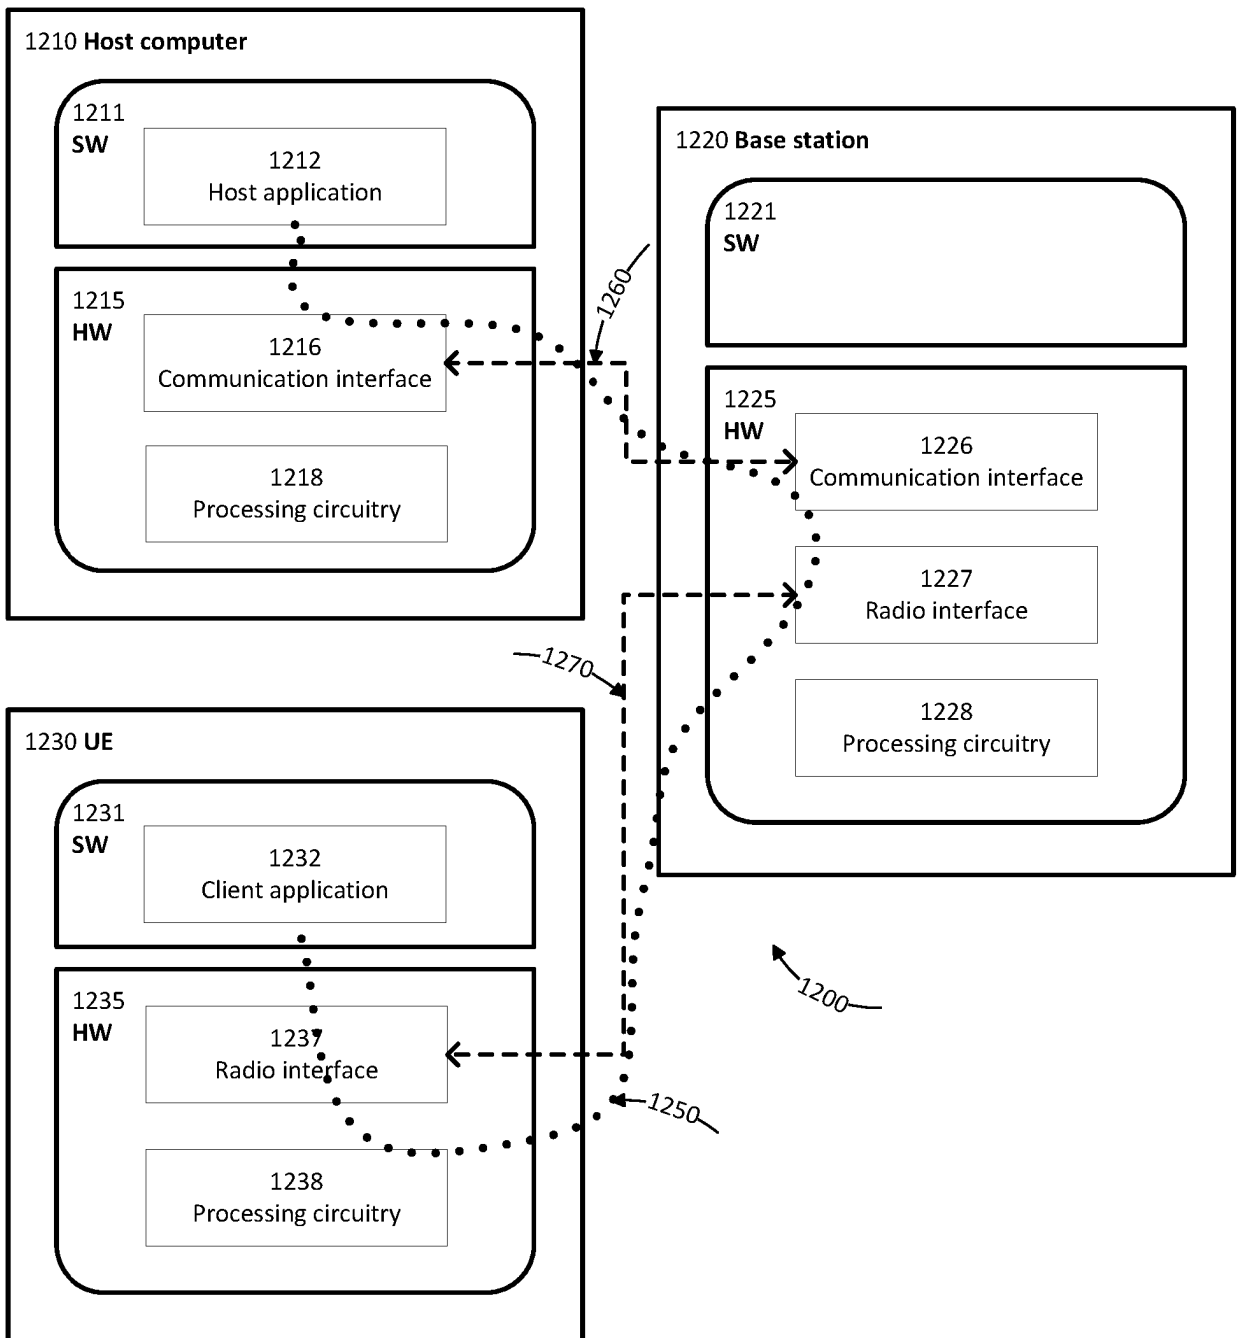 1210 Host computer
1211
SW
1212
Host application
1215
HW
1216
Communication interface
1218
Processing circuitry
1220 Base station
1221
SW
1225
HW
1226
Communication interface
1227
Radio interface
1228
Processing circuitry
1260
1270
1230 UE
1231
SW
1232
Client application
1235
HW
1237
Radio interface
1238
Processing circuitry
1200
1250